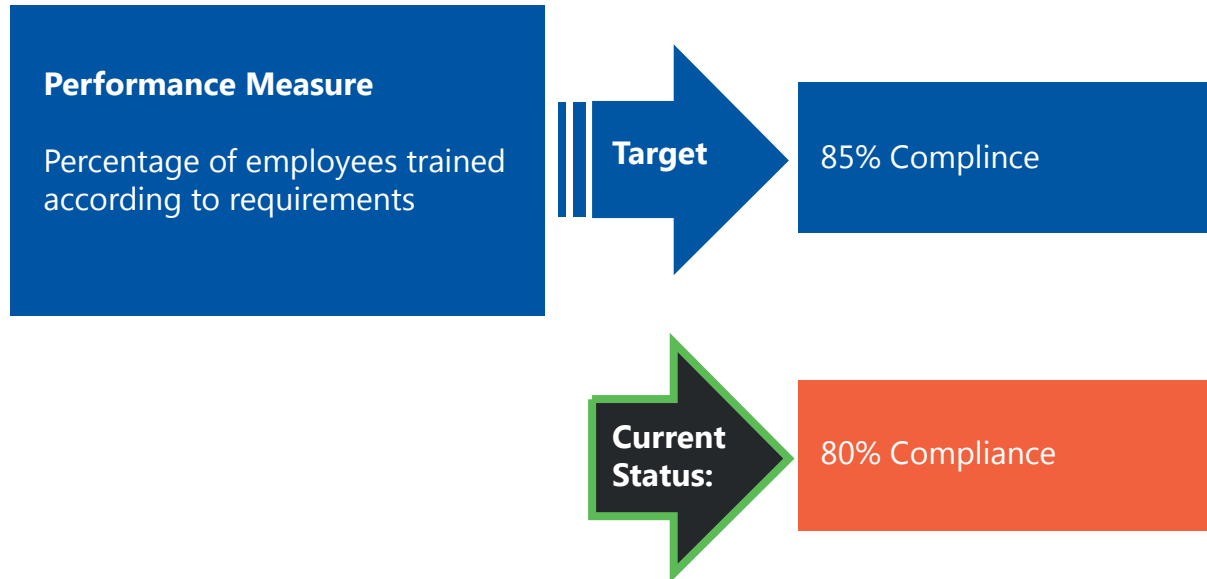 Performance Measure
Percentage of employees trained
according to requirements
Target
85% Complince
Current
Status:
80% Compliance